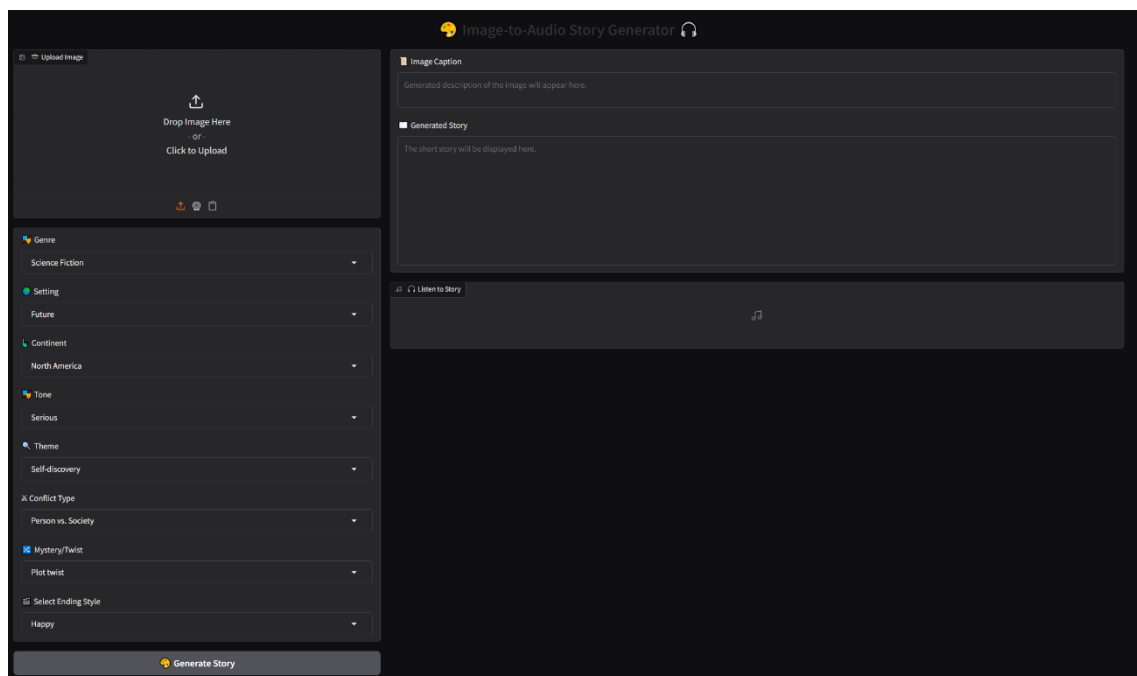 Image-to-Audio Story Generator
Upload Image
Drop Image Here
- or -
Click to Upload
Genre
Science Fiction
Setting
Future
Continent
North America
Tone
Serious
Theme
Self-discovery
Conflict Type
Person vs. Society
Mystery/Twist
Plot twist
Select Ending Style
Happy
Generate Story
Image Caption
Generated description of the image will appear here.
Generated Story
The short story will be displayed here.
Listen to Story